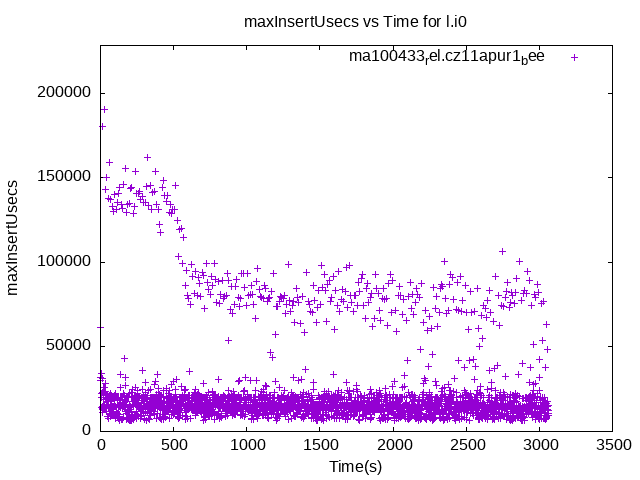 maxInsertUsecs vs Time for l.i0
ma100433rel.cz11apur1bee
200000
150000
100000
50000
0
maxInsertUsecs
0 500 1000 1500 2000 2500 3000 3500
Time(s)